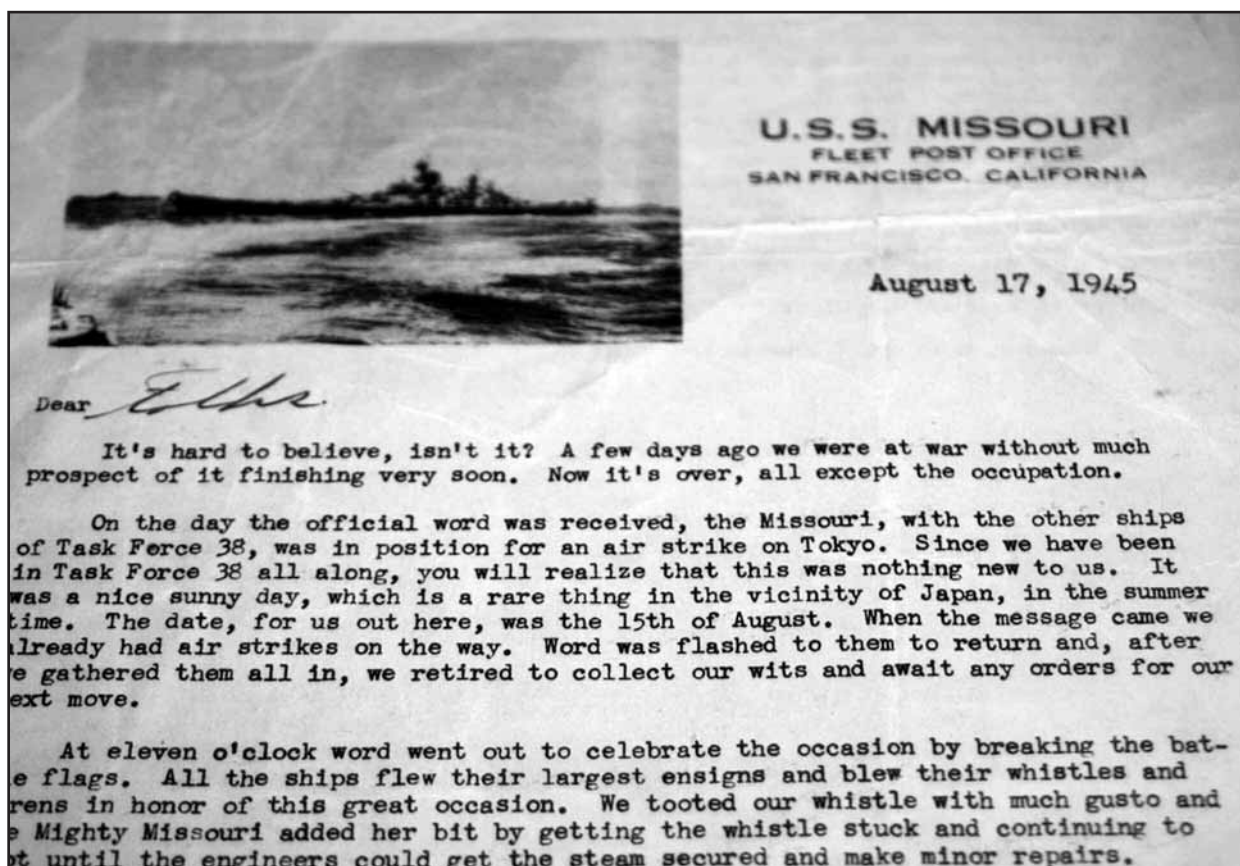 U.S.S. MISSOURI
FLEET POST OFFICE
SAN FRANCISCO, CALIFORNIA
August 17, 1945
Dear Folks
It's hard to believe, isn't it? A few days ago we were at war without much
prospect of it finishing very soon. Now it's over, all except the occupation.
On the day the official word was received, the Missouri, with the other ships
of Task Force 38, was in position for an air strike on Tokyo. Since we have been
in Task Force 38 all along, you will realize that this was nothing new to us. It
was a nice sunny day, which is a rare thing in the vicinity of Japan, in the summer
time. The date, for us out here, was the 15th of August. When the message came we
already had air strikes on the way. Word was flashed to them to return and, after
e gathered them all in, we retired to collect our wits and await any orders for our
ext move.
At eleven o'clock word went out to celebrate the occasion by breaking the bat-
e flags. All the ships flew their largest ensigns and blew their whistles and
rens in honor of this great occasion. We tooted our whistle with much gusto and
e Mighty Missouri added her bit by getting the whistle stuck and continuing to
ot until the engineers could get the steam secured and make minor repairs.